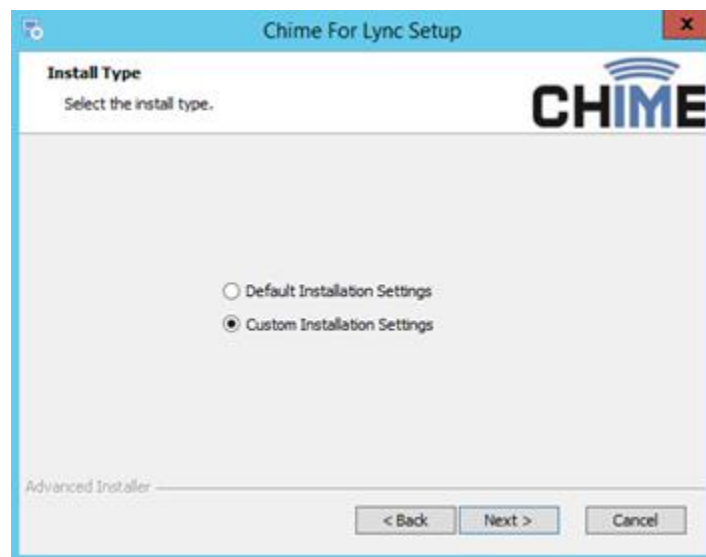 Chime For Lync Setup
x
Install Type
Select the install type.
CHIME
Default Installation Settings
Custom Installation Settings
Advanced Installer
< Back Next > Cancel